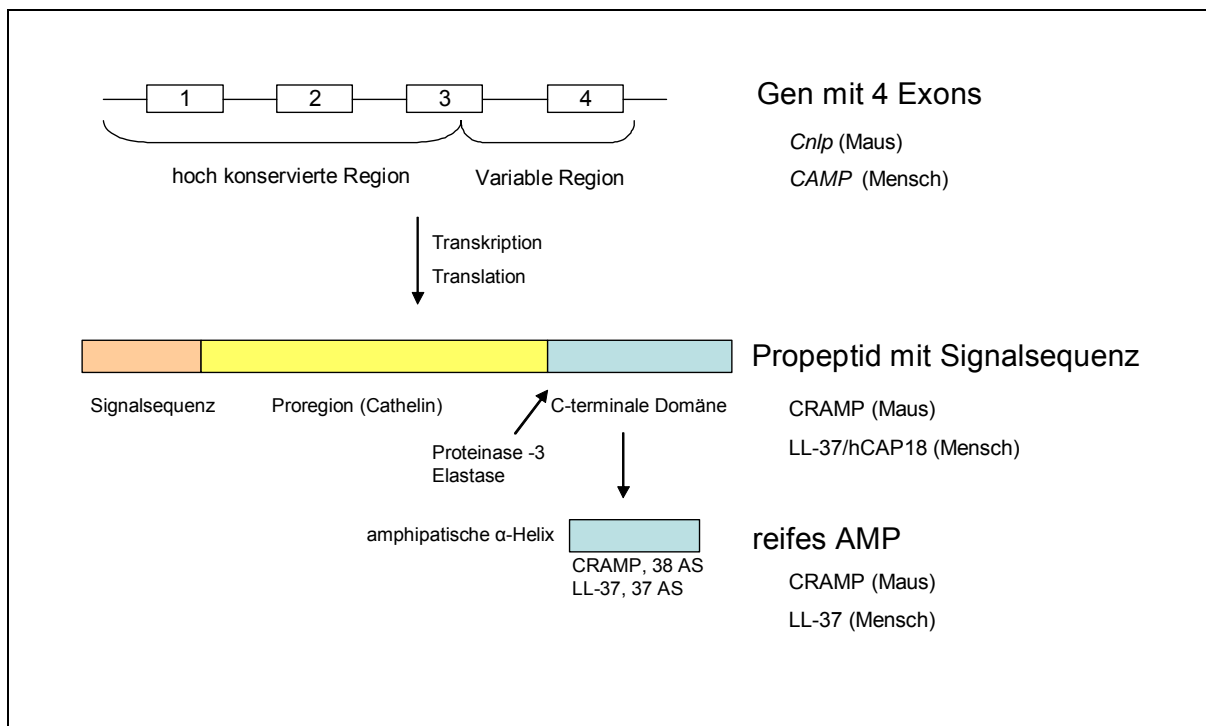 1 2 3 4
Gen mit 4 Exons
Cnlp (Maus)
CAMP (Mensch)
hoch konservierte Region
Variable Region
Transkription
Translation
Propeptid mit Signalsequenz
CRAMP (Maus)
LL-37/hCAP18 (Mensch)
Signalsequenz
Proregion (Cathelin)
C-terminale Domäne
Proteinase -3
Elastase
amphipatische α-Helix
CRAMP, 38 AS
LL-37, 37 AS
reifes AMP
CRAMP (Maus)
LL-37 (Mensch)